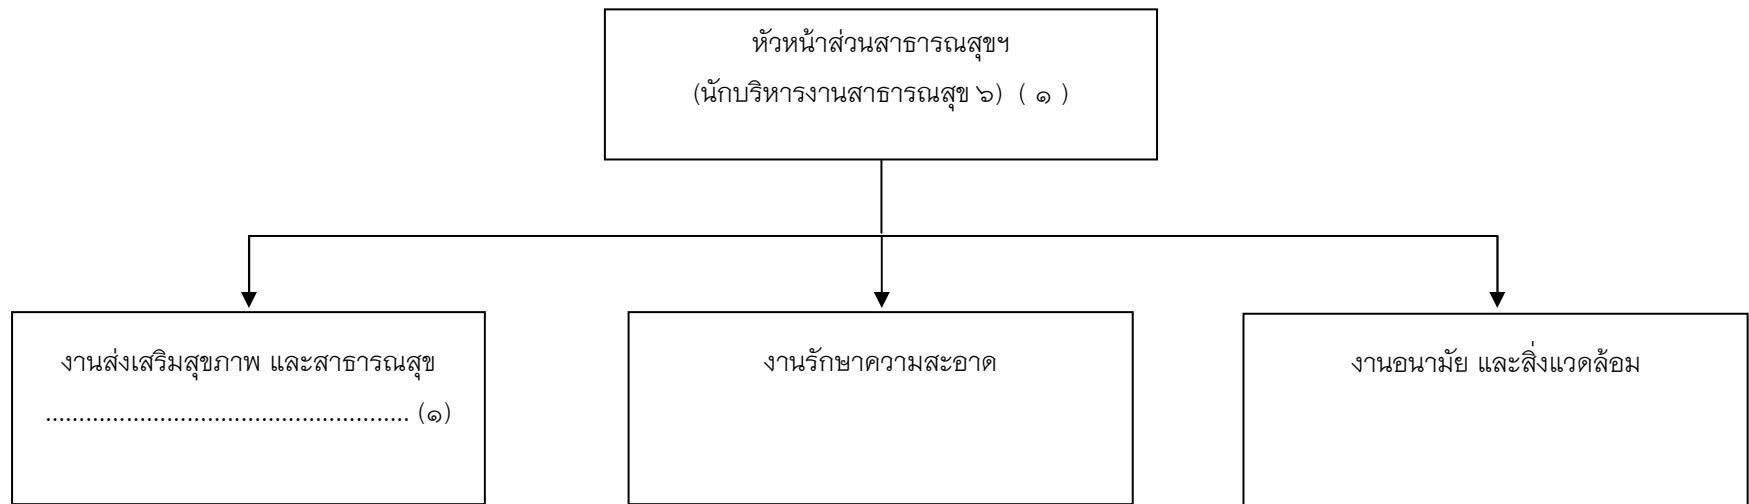 หัวหน้าส่วนสาธารณสุขฯ
(นักบริหารงานสาธารณสุข ๖) ( ๑ )
งานส่งเสริมสุขภาพ และสาธารณสุข
...................................................... (๑)
งานรักษาความสะอาด
งานอนามัย และสิ่งแวดล้อม